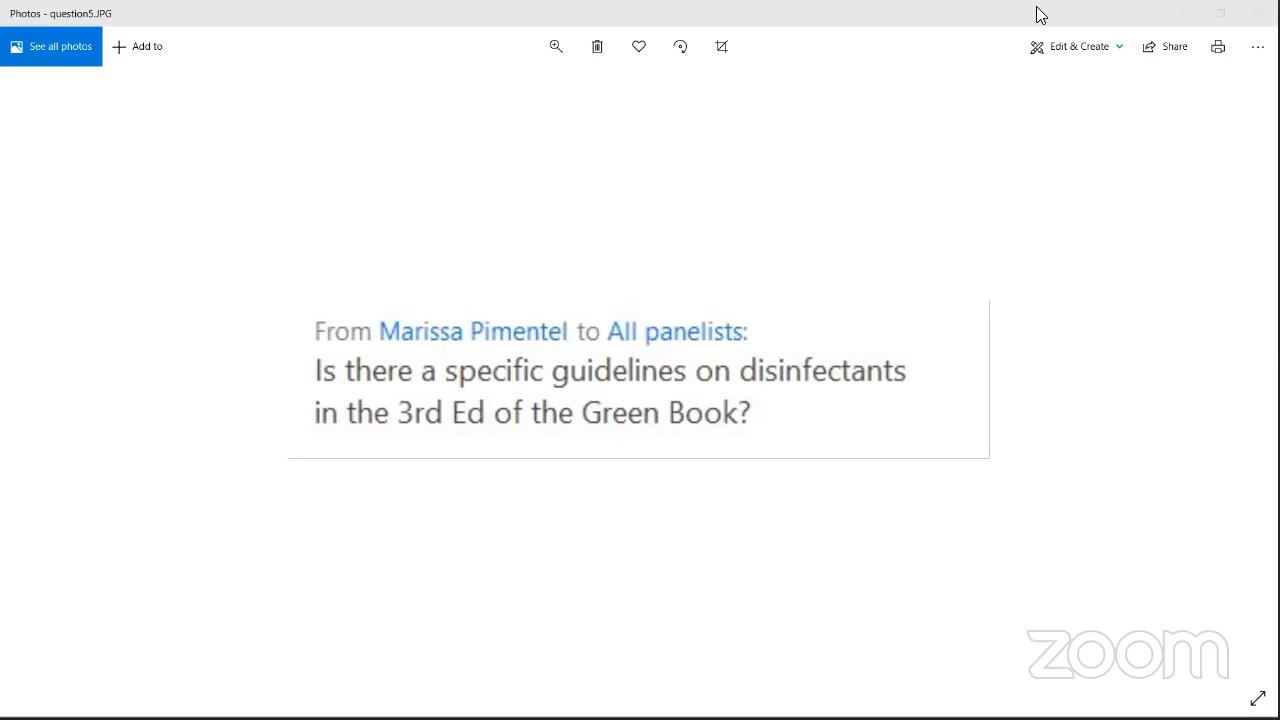 Photos - question5.JPG
See all photos
Add to
Edit & Create
Share
From Marissa Pimentel to All panelists:
Is there a specific guidelines on disinfectants
in the 3rd Ed of the Green Book?
zoom